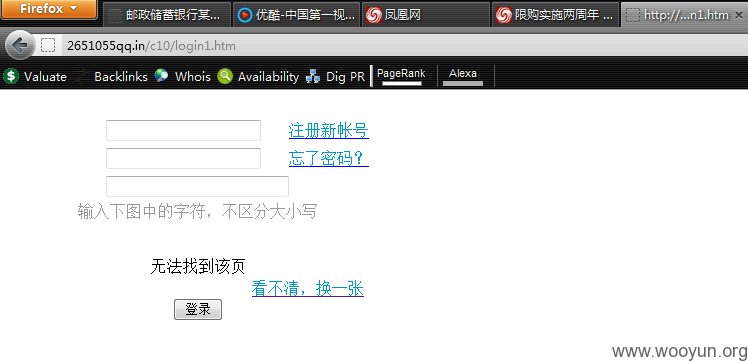 Firefox
邮政储蓄银行某...
优酷-中国第一视...
凤凰网
限购实施两周年 ...
http://...n1.htm
2651055qq.in/c10/login1.htm
Valuate Backlinks Whois Availability Dig PR PageRank Alexa
注册新帐号
忘了密码？
输入下图中的字符，不区分大小写
无法找到该页
看不清，换一张
登录
www.wooyun.org